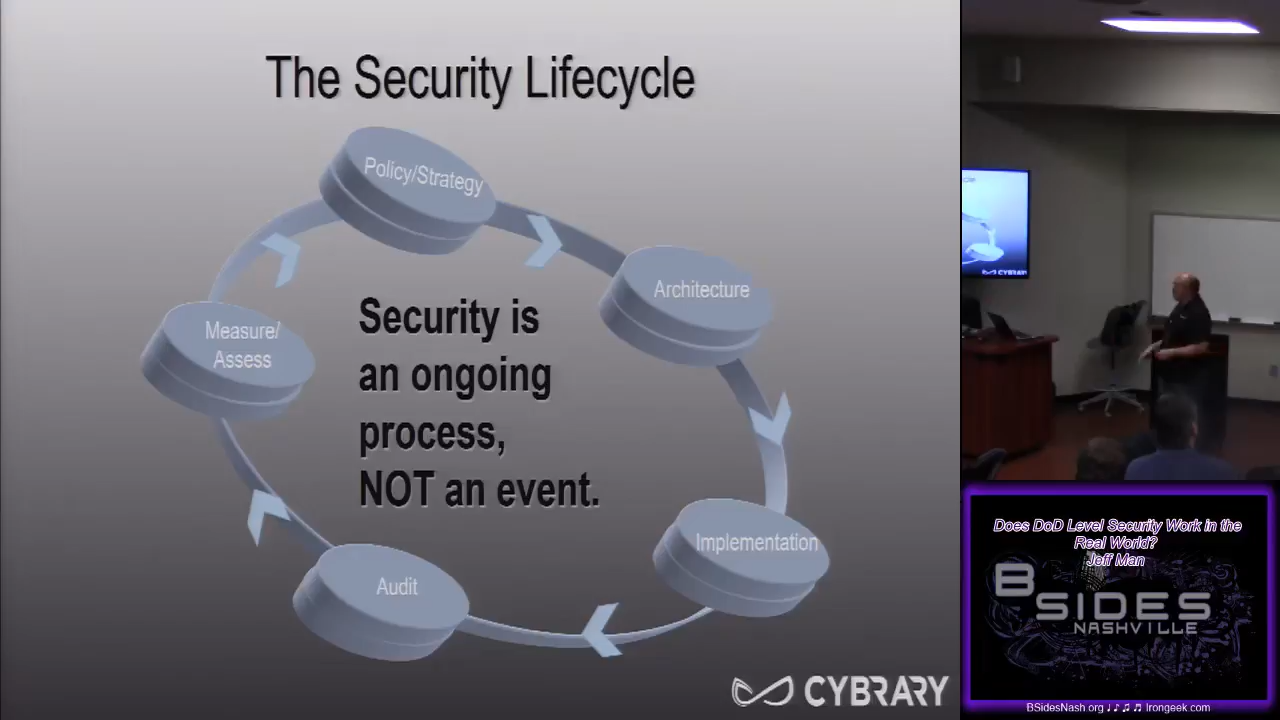 The Security Lifecycle
Policy/Strategy
Architecture
Implementation
Audit
Measure/
Assess
Security is
an ongoing
process,
NOT an event.
CYBRARY
CYBRARY
Does DoD Level Security Work in the
Real World?
Jeff Man
BSIDES
NASHVILLE
BSidesNash.org ♩ ♪ ♫ ♬ Irongeek.com